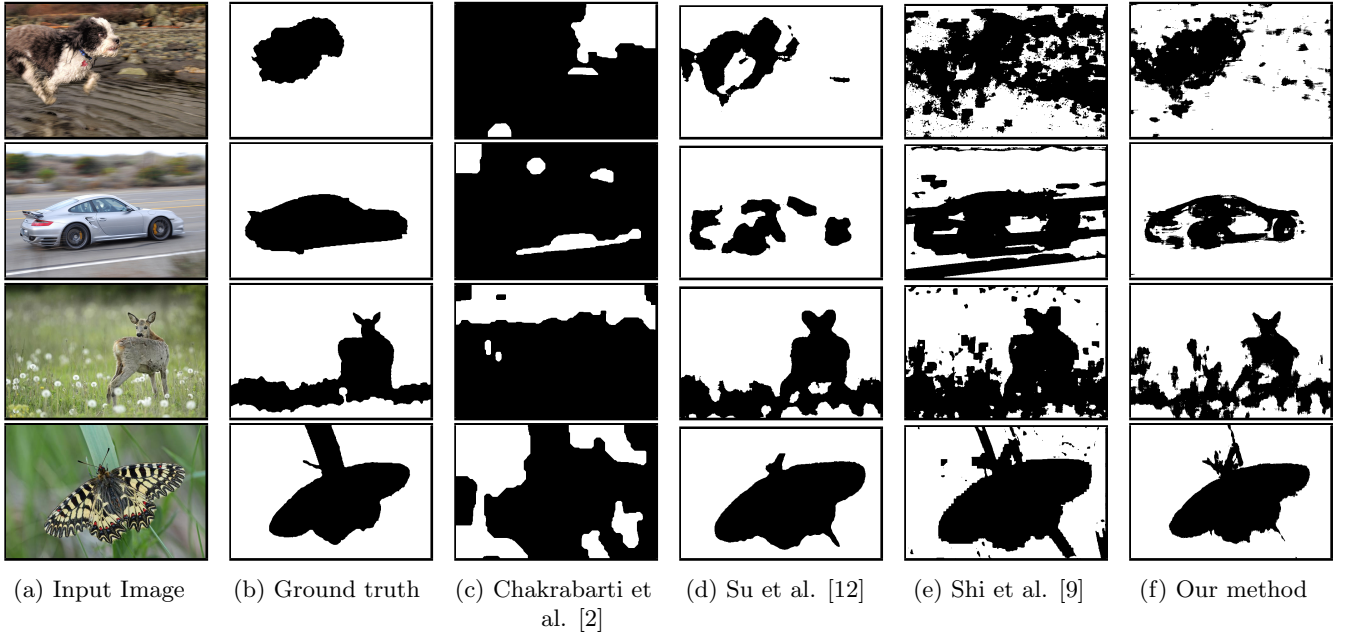 (a) Input Image
(b) Ground truth
(c) Chakrabarti et
al. [2]
(d) Su et al. [12]
(e) Shi et al. [9]
(f) Our method